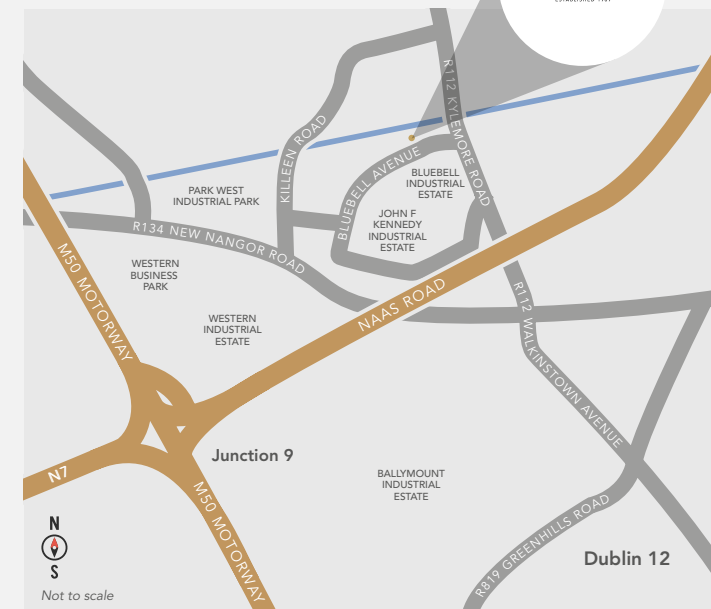 ESTABLISHED 1761
R112 KYLEMORE ROAD
KILLEEN ROAD
BLUEBELL AVENUE
BLUEBELL
INDUSTRIAL
ESTATE
PARK WEST
INDUSTRIAL PARK
JOHN F
KENNEDY
INDUSTRIAL
ESTATE
R134 NEW NANGOR ROAD
M50 MOTORWAY
WESTERN
BUSINESS
PARK
NAAS ROAD
R112 WALKINSTOWN AVENUE
WESTERN
INDUSTRIAL
ESTATE
Junction 9
N7
BALLYMOUNT
INDUSTRIAL
ESTATE
M50 MOTORWAY
R819 GREENHILLS ROAD
Dublin 12
N
S
Not to scale